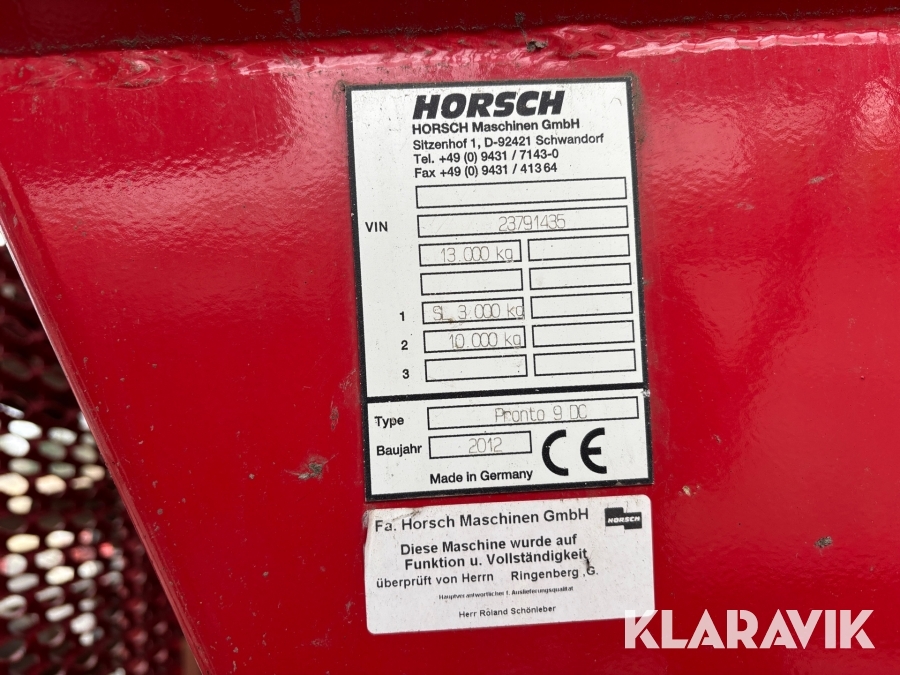 HORSCH
HORSCH Maschinen GmbH
Sitzenhof 1, D-92421 Schwandorf
Tel. +49 (0) 9431 / 7143-0
Fax +49 (0) 9431 / 41364
VIN 23791435
13.000 kg
1 SL 3.000 kg
2 10.000 kg
3
Type Pronto 9 DC
Baujahr 2012 CE
Made in Germany
Fa. Horsch Maschinen GmbH HORSCH
Diese Maschine wurde auf
Funktion u. Vollständigkeit
überprüft von Herrn Ringenberg .G.
Hauptverantwortlicher f. Auslieferungsqualität
Herr Roland Schönleber
KLARAVIK